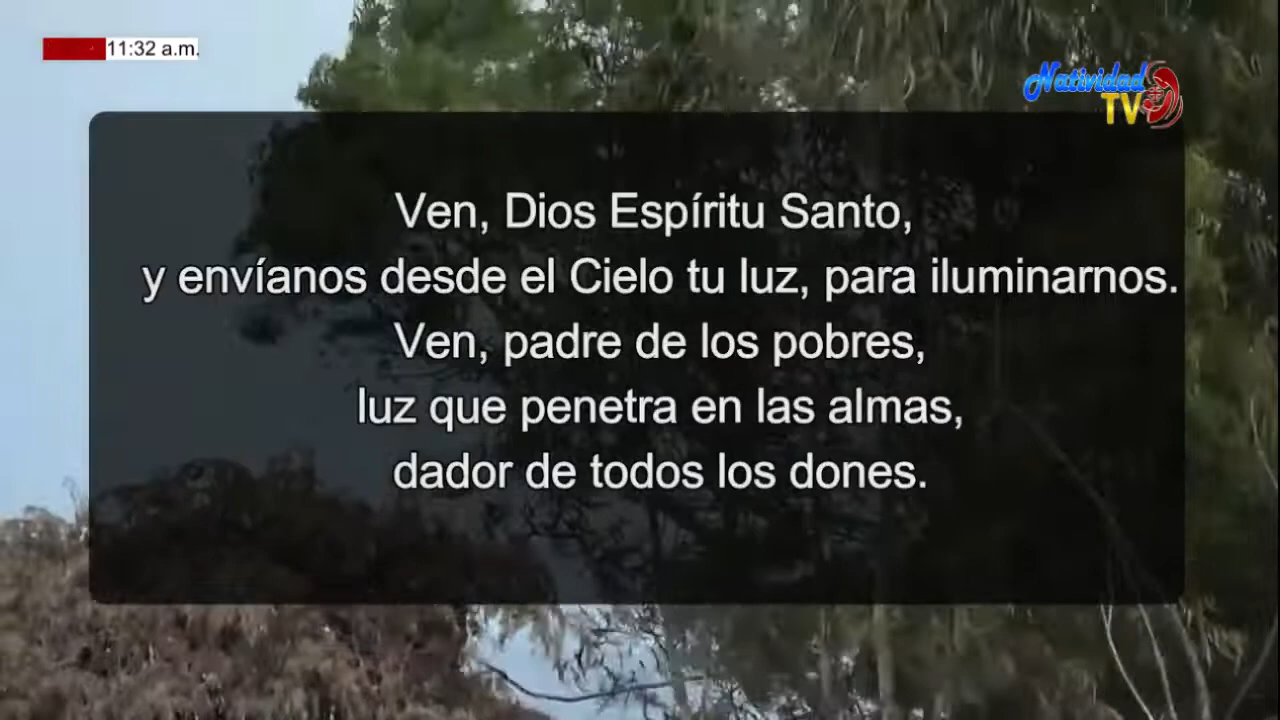 11:32 a.m.
Natividad
TV
Ven, Dios Espíritu Santo,
y envíanos desde el Cielo tu luz, para iluminarnos.
Ven, padre de los pobres,
luz que penetra en las almas,
dador de todos los dones.